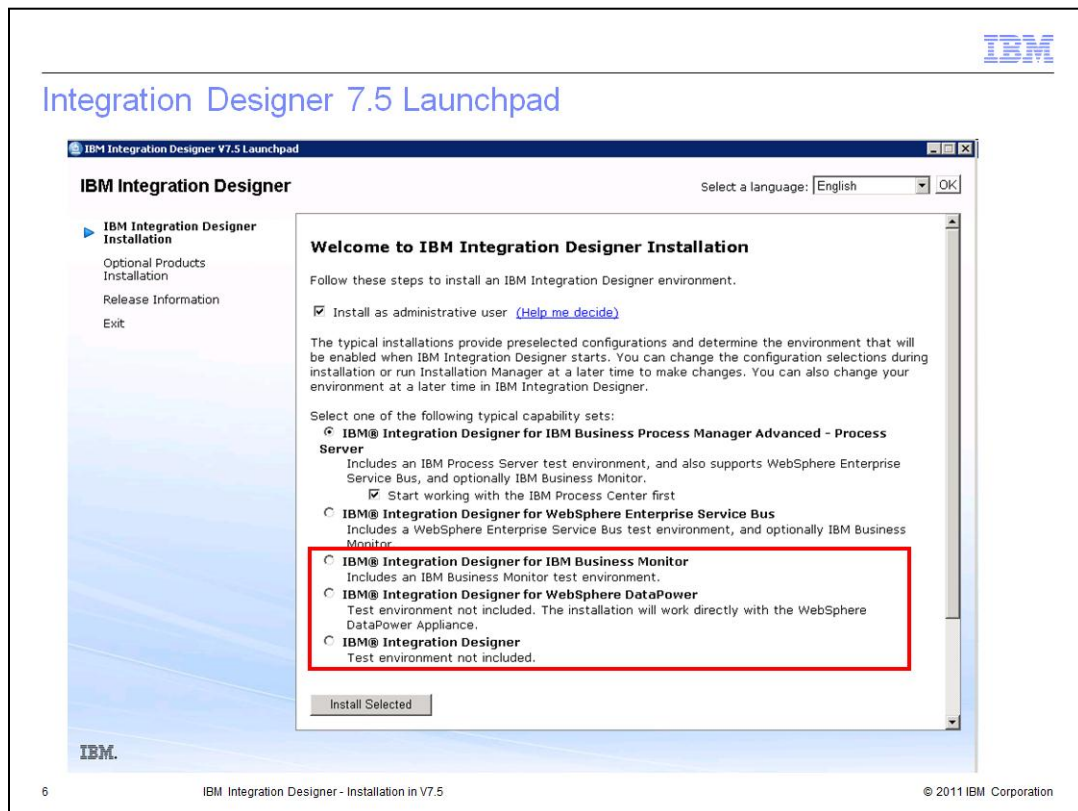 IBM
Integration Designer 7.5 Launchpad
IBM Integration Designer V7.5 Launchpad
IBM Integration Designer
Select a language: English OK
IBM Integration Designer
Installation
Optional Products
Installation
Release Information
Exit
Welcome to IBM Integration Designer Installation
Follow these steps to install an IBM Integration Designer environment.
Install as administrative user (Help me decide)
The typical installations provide preselected configurations and determine the environment that will
be enabled when IBM Integration Designer starts. You can change the configuration selections during
installation or run Installation Manager at a later time to make changes. You can also change your
environment at a later time in IBM Integration Designer.
Select one of the following typical capability sets:
IBM® Integration Designer for IBM Business Process Manager Advanced - Process
Server
Includes an IBM Process Server test environment, and also supports WebSphere Enterprise
Service Bus, and optionally IBM Business Monitor.
Start working with the IBM Process Center first
IBM® Integration Designer for WebSphere Enterprise Service Bus
Includes a WebSphere Enterprise Service Bus test environment, and optionally IBM Business
Monitor
IBM® Integration Designer for IBM Business Monitor
Includes an IBM Business Monitor test environment.
IBM® Integration Designer for WebSphere DataPower
Test environment not included. The installation will work directly with the WebSphere
DataPower Appliance.
IBM® Integration Designer
Test environment not included.
Install Selected
IBM.
6 IBM Integration Designer - Installation in V7.5 © 2011 IBM Corporation